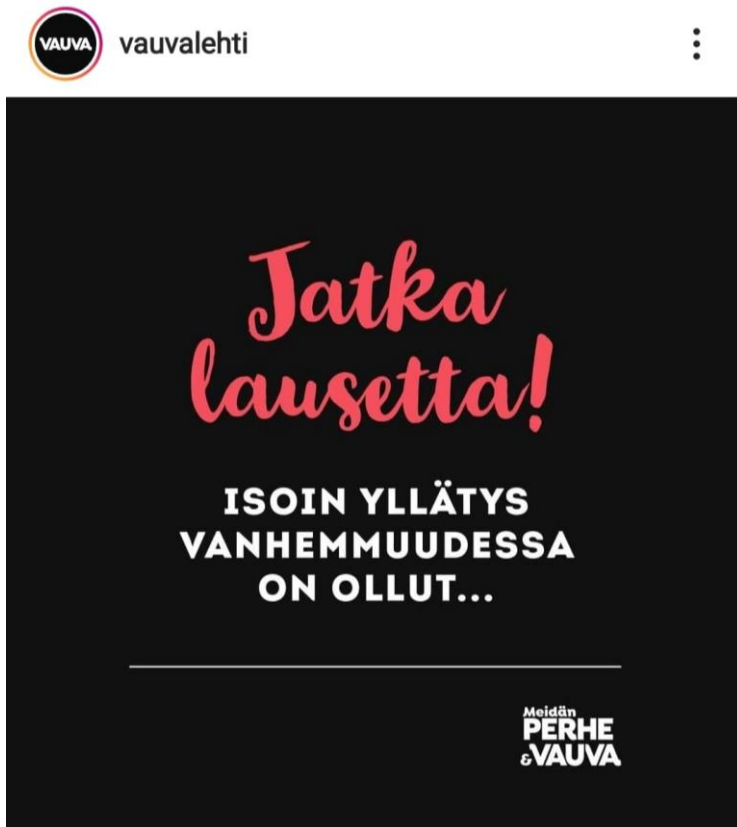 VAUVA
vauvalehti
Jatka
lausetta!
ISOIN YLLÄTYS
VANHEMMUUDESSA
ON OLLUT...
Meidän
PERHE
&VAUVA